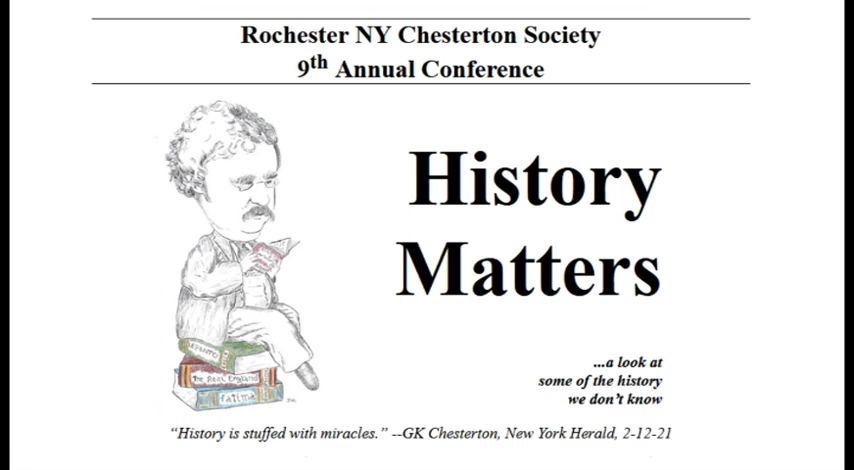 Rochester NY Chesterton Society
9th Annual Conference
History
Matters
LEPANTO
The Real England
Fatima
...a look at
some of the history
we don't know
"History is stuffed with miracles." --GK Chesterton, New York Herald, 2-12-21